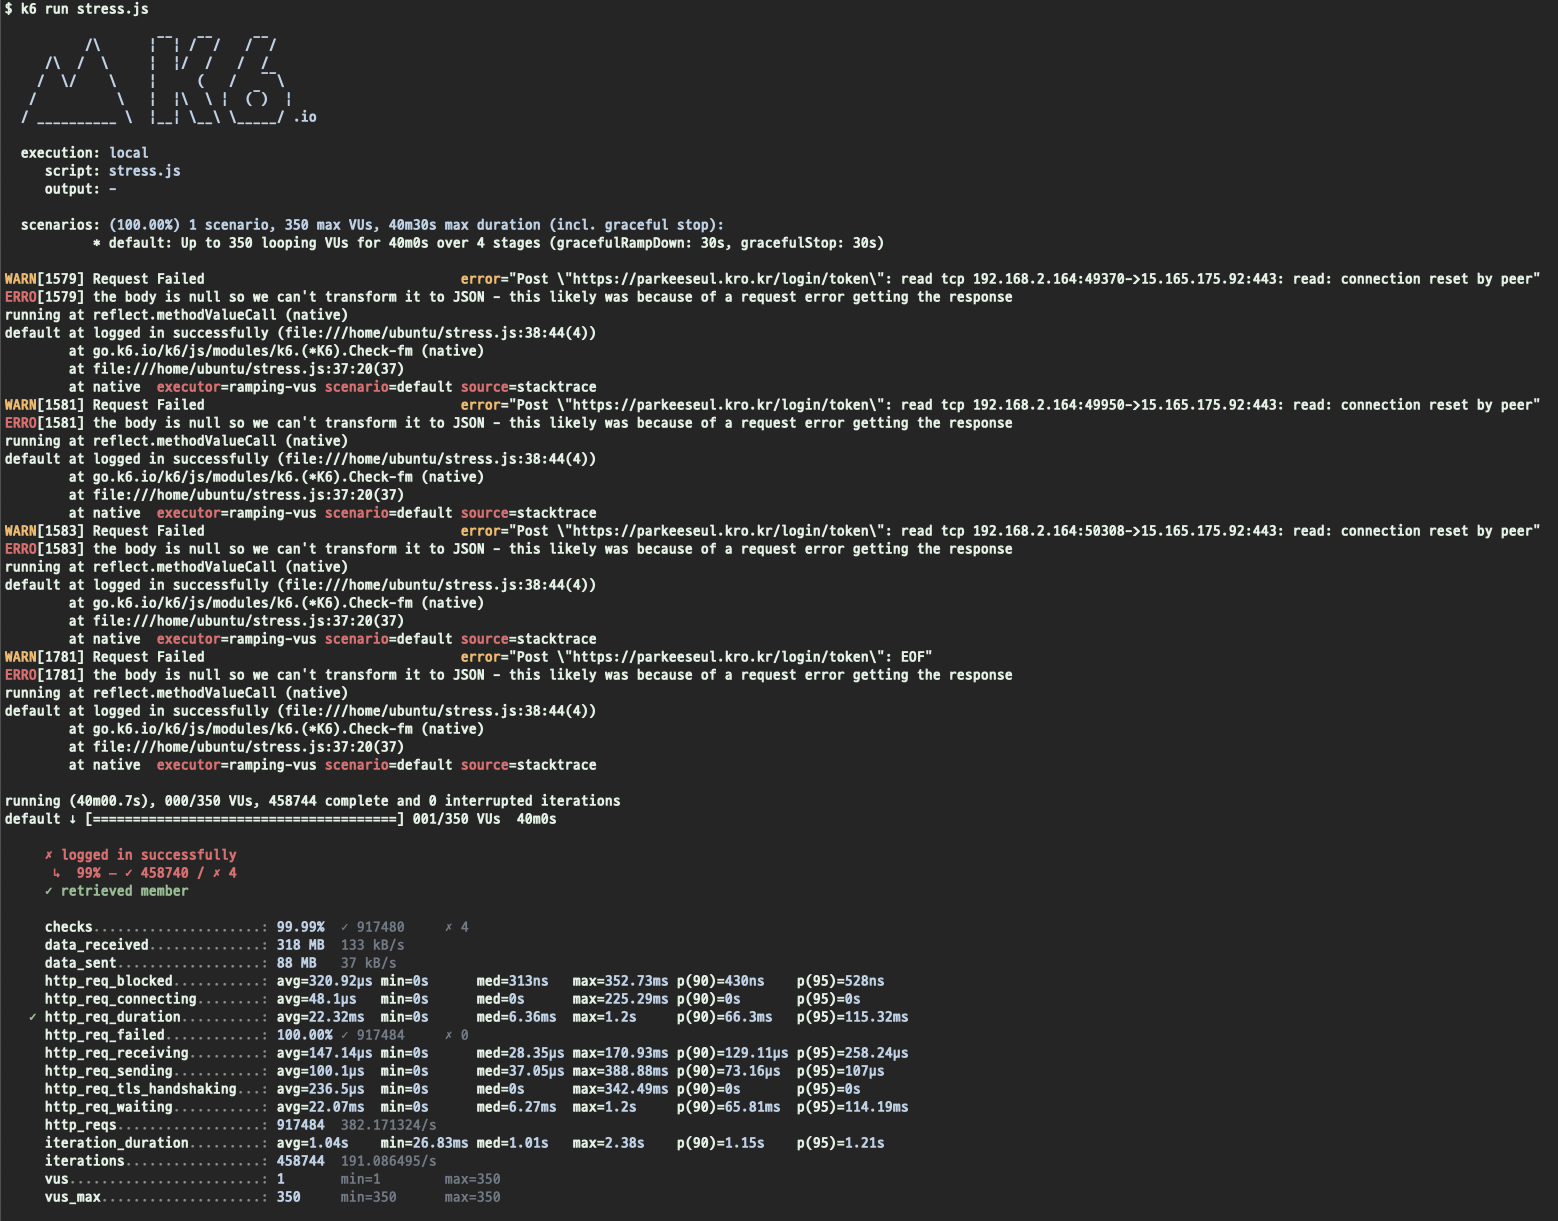 $ k6 run stress.js
.io
execution: local
script: stress.js
output: -
scenarios: (100.00%) 1 scenario, 350 max VUs, 40m30s max duration (incl. graceful stop):
* default: Up to 350 looping VUs for 40m0s over 4 stages (gracefulRampDown: 30s, gracefulStop: 30s)
WARN[1579] Request Failed error="Post \"https://parkeeseul.kro.kr/login/token\": read tcp 192.168.2.164:49370->15.165.175.92:443: read: connection reset by peer"
ERRO[1579] the body is null so we can't transform it to JSON - this likely was because of a request error getting the response
running at reflect.methodValueCall (native)
default at logged in successfully (file:///home/ubuntu/stress.js:38:44(4))
at go.k6.io/k6/js/modules/k6.(*K6).Check-fm (native)
at file:///home/ubuntu/stress.js:37:20(37)
at native executor=ramping-vus scenario=default source=stacktrace
WARN[1581] Request Failed error="Post \"https://parkeeseul.kro.kr/login/token\": read tcp 192.168.2.164:49950->15.165.175.92:443: read: connection reset by peer"
ERRO[1581] the body is null so we can't transform it to JSON - this likely was because of a request error getting the response
running at reflect.methodValueCall (native)
default at logged in successfully (file:///home/ubuntu/stress.js:38:44(4))
at go.k6.io/k6/js/modules/k6.(*K6).Check-fm (native)
at file:///home/ubuntu/stress.js:37:20(37)
at native executor=ramping-vus scenario=default source=stacktrace
WARN[1583] Request Failed error="Post \"https://parkeeseul.kro.kr/login/token\": read tcp 192.168.2.164:50308->15.165.175.92:443: read: connection reset by peer"
ERRO[1583] the body is null so we can't transform it to JSON - this likely was because of a request error getting the response
running at reflect.methodValueCall (native)
default at logged in successfully (file:///home/ubuntu/stress.js:38:44(4))
at go.k6.io/k6/js/modules/k6.(*K6).Check-fm (native)
at file:///home/ubuntu/stress.js:37:20(37)
at native executor=ramping-vus scenario=default source=stacktrace
WARN[1781] Request Failed error="Post \"https://parkeeseul.kro.kr/login/token\": EOF"
ERRO[1781] the body is null so we can't transform it to JSON - this likely was because of a request error getting the response
running at reflect.methodValueCall (native)
default at logged in successfully (file:///home/ubuntu/stress.js:38:44(4))
at go.k6.io/k6/js/modules/k6.(*K6).Check-fm (native)
at file:///home/ubuntu/stress.js:37:20(37)
at native executor=ramping-vus scenario=default source=stacktrace
running (40m00.7s), 000/350 VUs, 458744 complete and 0 interrupted iterations
default ↓ [======================================] 001/350 VUs 40m0s
✗ logged in successfully
↳ 99% — ✓ 458740 / ✗ 4
✓ retrieved member
checks.....................: 99.99% ✓ 917480 ✗ 4
data_received..............: 318 MB 133 kB/s
data_sent..................: 88 MB 37 kB/s
http_req_blocked...........: avg=320.92µs min=0s med=313ns max=352.73ms p(90)=430ns p(95)=528ns
http_req_connecting........: avg=48.1µs min=0s med=0s max=225.29ms p(90)=0s p(95)=0s
✓ http_req_duration..........: avg=22.32ms min=0s med=6.36ms max=1.2s p(90)=66.3ms p(95)=115.32ms
http_req_failed............: 100.00% ✓ 917484 ✗ 0
http_req_receiving.........: avg=147.14µs min=0s med=28.35µs max=170.93ms p(90)=129.11µs p(95)=258.24µs
http_req_sending...........: avg=100.1µs min=0s med=37.05µs max=388.88ms p(90)=73.16µs p(95)=107µs
http_req_tls_handshaking...: avg=236.5µs min=0s med=0s max=342.49ms p(90)=0s p(95)=0s
http_req_waiting...........: avg=22.07ms min=0s med=6.27ms max=1.2s p(90)=65.81ms p(95)=114.19ms
http_reqs..................: 917484 382.171324/s
iteration_duration.........: avg=1.04s min=26.83ms med=1.01s max=2.38s p(90)=1.15s p(95)=1.21s
iterations.................: 458744 191.086495/s
vus........................: 1 min=1 max=350
vus_max....................: 350 min=350 max=350